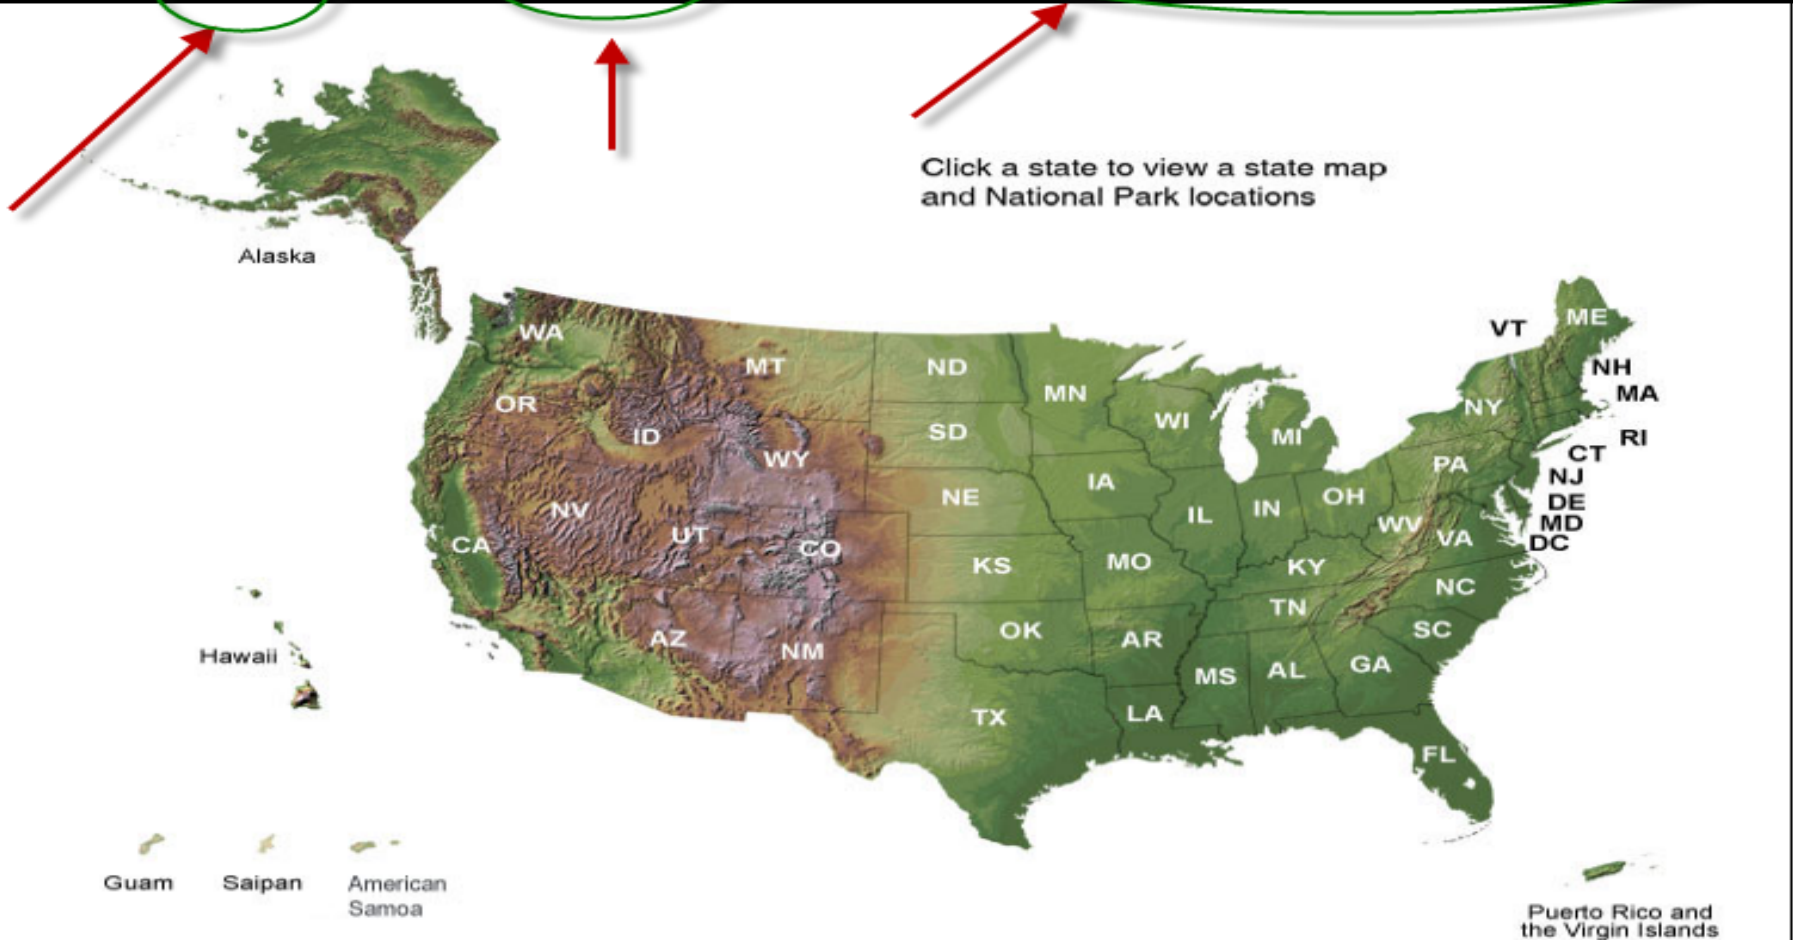 Click a state to view a state map
and National Park locations
Alaska
WA
MT
ND
MN
VT
ME
NH
MA
OR
ID
SD
WI
MI
NY
RI
WY
CT
PA
NJ
NV
NE
IA
IL
IN
OH
DE
MD
WV
VA
DC
CA
UT
CO
KS
MO
KY
NC
TN
Hawaii
AZ
NM
OK
AR
SC
MS
AL
GA
TX
LA
FL
Guam
Saipan
American
Samoa
Puerto Rico and
the Virgin Islands